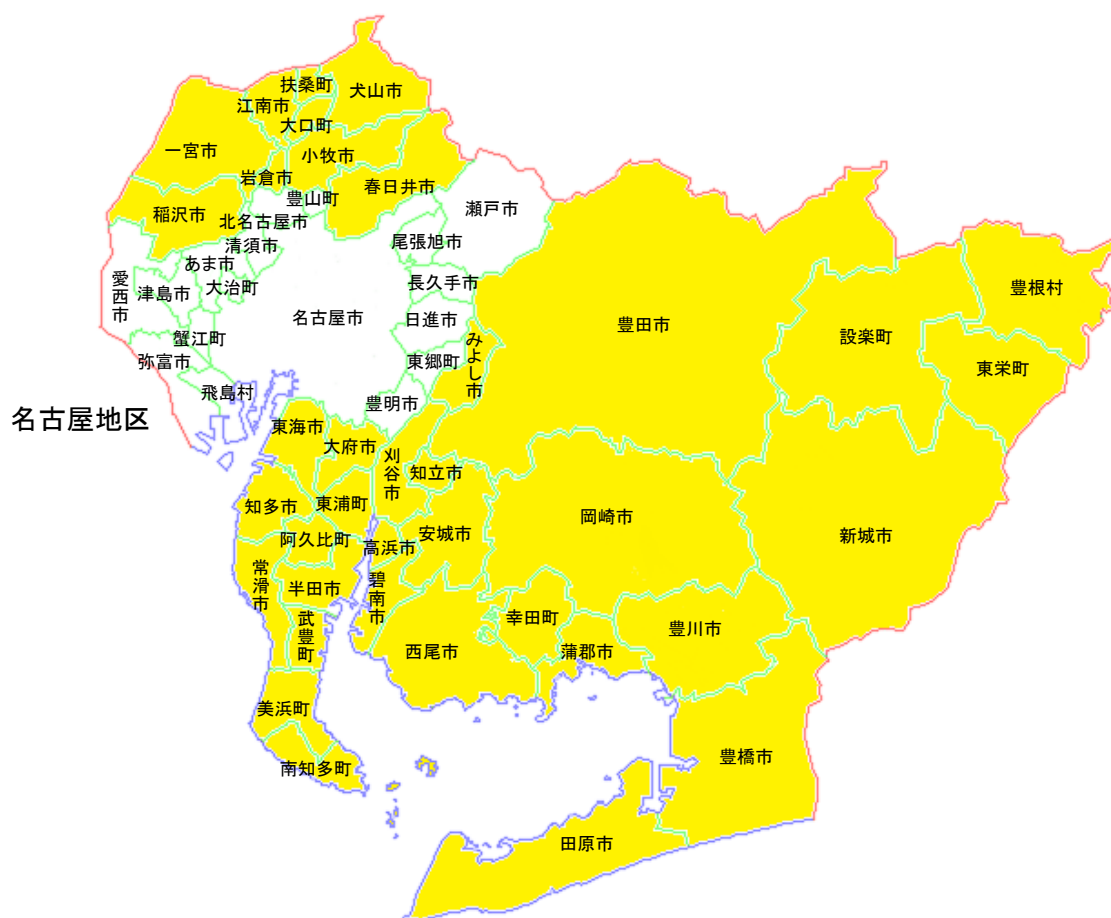 扶桑町
犬山市
江南市
大口町
一宮市
小牧市
岩倉市
春日井市
豊山町
瀬戸市
稲沢市
北名古屋市
尾張旭市
清須市
あま市
愛西市
津島市
大治町
長久手市
豊根村
名古屋市
日進市
豊田市
設楽町
蟹江町
みよし市
弥富市
東郷町
東栄町
飛島村
豊明市
名古屋地区
東海市
大府市
刈谷市
知立市
知多市
東浦町
岡崎市
安城市
新城市
阿久比町
高浜市
常滑市
半田市
碧南市
武豊町
幸田町
豊川市
西尾市
蒲郡市
美浜町
豊橋市
南知多町
田原市